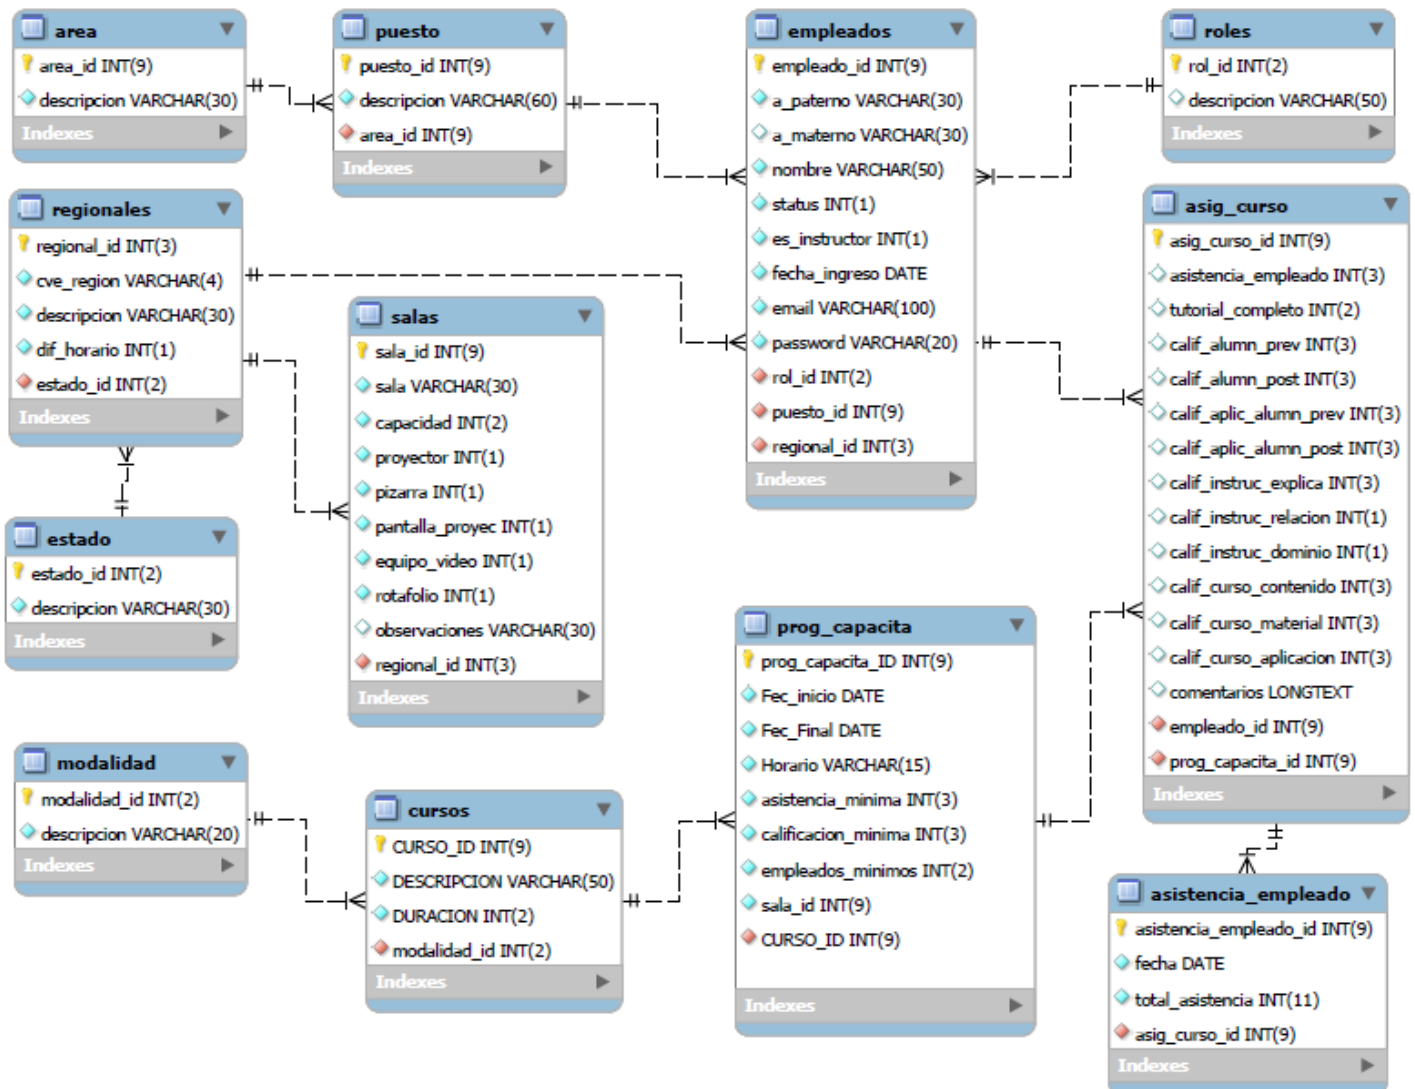 area
area_id INT(9)
descripcion VARCHAR(30)
Indexes
puesto
puesto_id INT(9)
descripcion VARCHAR(60)
area_id INT(9)
Indexes
empleados
empleado_id INT(9)
a_paterno VARCHAR(30)
a_materno VARCHAR(30)
nombre VARCHAR(50)
status INT(1)
es_instructor INT(1)
fecha_ingreso DATE
email VARCHAR(100)
password VARCHAR(20)
rol_id INT(2)
puesto_id INT(9)
regional_id INT(3)
Indexes
roles
rol_id INT(2)
descripcion VARCHAR(50)
Indexes
regionales
regional_id INT(3)
cve_region VARCHAR(4)
descripcion VARCHAR(30)
dif_horario INT(1)
estado_id INT(2)
Indexes
salas
sala_id INT(9)
sala VARCHAR(30)
capacidad INT(2)
proyector INT(1)
pizarra INT(1)
pantalla_proyec INT(1)
equipo_video INT(1)
rotafolio INT(1)
observaciones VARCHAR(30)
regional_id INT(3)
Indexes
asig_curso
asig_curso_id INT(9)
asistencia_empleado INT(3)
tutorial_completo INT(2)
calif_alumn_prev INT(3)
calif_alumn_post INT(3)
calif_aplic_alumn_prev INT(3)
calif_aplic_alumn_post INT(3)
calif_instruc_explica INT(3)
calif_instruc_relacion INT(1)
calif_instruc_dominio INT(1)
calif_curso_contenido INT(3)
calif_curso_material INT(3)
calif_curso_aplicacion INT(3)
comentarios LONGTEXT
empleado_id INT(9)
prog_capacita_id INT(9)
Indexes
estado
estado_id INT(2)
descripcion VARCHAR(30)
Indexes
prog_capacita
prog_capacita_ID INT(9)
Fec_inicio DATE
Fec_Final DATE
Horario VARCHAR(15)
asistencia_minima INT(3)
calificacion_minima INT(3)
empleados_minimos INT(2)
sala_id INT(9)
CURSO_ID INT(9)
Indexes
modalidad
modalidad_id INT(2)
descripcion VARCHAR(20)
Indexes
cursos
CURSO_ID INT(9)
DESCRIPCION VARCHAR(50)
DURACION INT(2)
modalidad_id INT(2)
Indexes
asistencia_empleado
asistencia_empleado_id INT(9)
fecha DATE
total_asistencia INT(11)
asig_curso_id INT(9)
Indexes